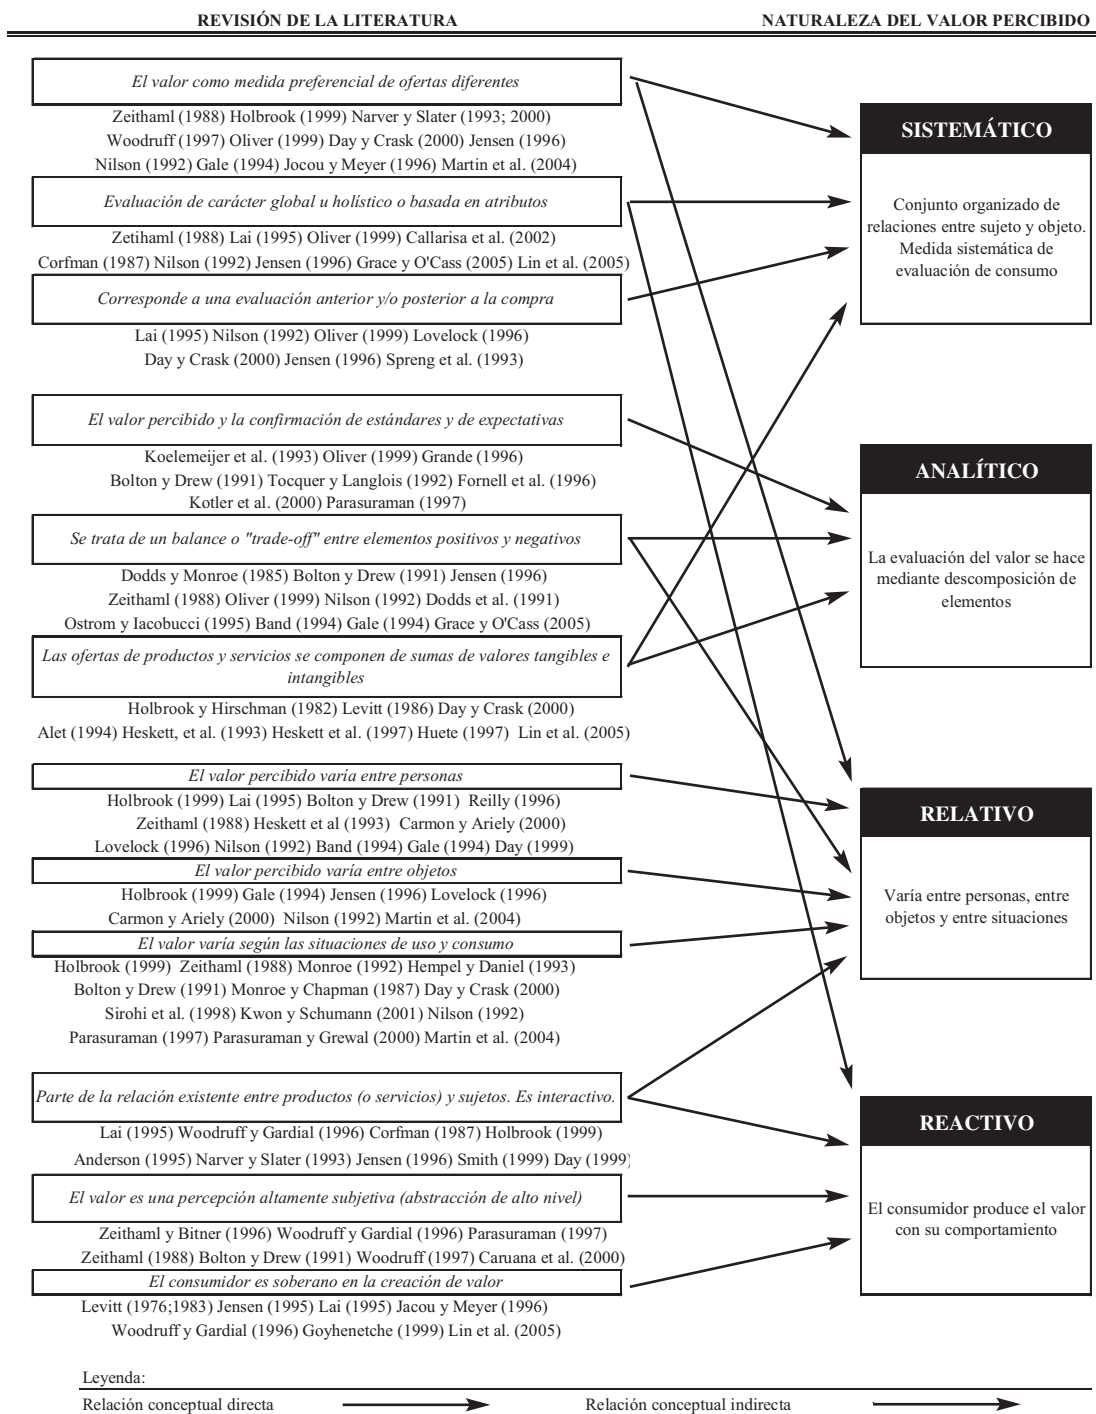 REVISIÓN DE LA LITERATURA
NATURALEZA DEL VALOR PERCIBIDO
El valor como medida preferencial de ofertas diferentes
Zeithaml (1988) Holbrook (1999) Narver y Slater (1993; 2000)
Woodruff (1997) Oliver (1999) Day y Crask (2000) Jensen (1996)
Nilson (1992) Gale (1994) Jocou y Meyer (1996) Martin et al. (2004)
Evaluación de carácter global u holístico o basada en atributos
Zetihaml (1988) Lai (1995) Oliver (1999) Callarisa et al. (2002)
Corfman (1987) Nilson (1992) Jensen (1996) Grace y O'Cass (2005) Lin et al. (2005)
Corresponde a una evaluación anterior y/o posterior a la compra
Lai (1995) Nilson (1992) Oliver (1999) Lovelock (1996)
Day y Crask (2000) Jensen (1996) Spreng et al. (1993)
El valor percibido y la confirmación de estándares y de expectativas
Koelemeijer et al. (1993) Oliver (1999) Grande (1996)
Bolton y Drew (1991) Tocquer y Langlois (1992) Fornell et al. (1996)
Kotler et al. (2000) Parasuraman (1997)
Se trata de un balance o "trade-off" entre elementos positivos y negativos
Dodds y Monroe (1985) Bolton y Drew (1991) Jensen (1996)
Zeithaml (1988) Oliver (1999) Nilson (1992) Dodds et al. (1991)
Ostrom y Iacobucci (1995) Band (1994) Gale (1994) Grace y O'Cass (2005)
Las ofertas de productos y servicios se componen de sumas de valores tangibles e
intangibles
Holbrook y Hirschman (1982) Levitt (1986) Day y Crask (2000)
Alet (1994) Heskett, et al. (1993) Heskett et al. (1997) Huete (1997) Lin et al. (2005)
El valor percibido varía entre personas
Holbrook (1999) Lai (1995) Bolton y Drew (1991) Reilly (1996)
Zeithaml (1988) Heskett et al (1993) Carmon y Ariely (2000)
Lovelock (1996) Nilson (1992) Band (1994) Gale (1994) Day (1999)
El valor percibido varía entre objetos
Holbrook (1999) Gale (1994) Jensen (1996) Lovelock (1996)
Carmon y Ariely (2000) Nilson (1992) Martin et al. (2004)
El valor varía según las situaciones de uso y consumo
Holbrook (1999) Zeithaml (1988) Monroe (1992) Hempel y Daniel (1993)
Bolton y Drew (1991) Monroe y Chapman (1987) Day y Crask (2000)
Sirohi et al. (1998) Kwon y Schumann (2001) Nilson (1992)
Parasuraman (1997) Parasuraman y Grewal (2000) Martin et al. (2004)
Parte de la relación existente entre productos (o servicios) y sujetos. Es interactivo.
Lai (1995) Woodruff y Gardial (1996) Corfman (1987) Holbrook (1999)
Anderson (1995) Narver y Slater (1993) Jensen (1996) Smith (1999) Day (1999)
El valor es una percepción altamente subjetiva (abstracción de alto nivel)
Zeithaml y Bitner (1996) Woodruff y Gardial (1996) Parasuraman (1997)
Zeithaml (1988) Bolton y Drew (1991) Woodruff (1997) Caruana et al. (2000)
El consumidor es soberano en la creación de valor
Levitt (1976;1983) Jensen (1995) Lai (1995) Jacou y Meyer (1996)
Woodruff y Gardial (1996) Goyhenetche (1999) Lin et al. (2005)
SISTEMÁTICO
Conjunto organizado de
relaciones entre sujeto y objeto.
Medida sistemática de
evaluación de consumo
ANALÍTICO
La evaluación del valor se hace
mediante descomposición de
elementos
RELATIVO
Varía entre personas, entre
objetos y entre situaciones
REACTIVO
El consumidor produce el valor
con su comportamiento
Leyenda:
Relación conceptual directa
Relación conceptual indirecta